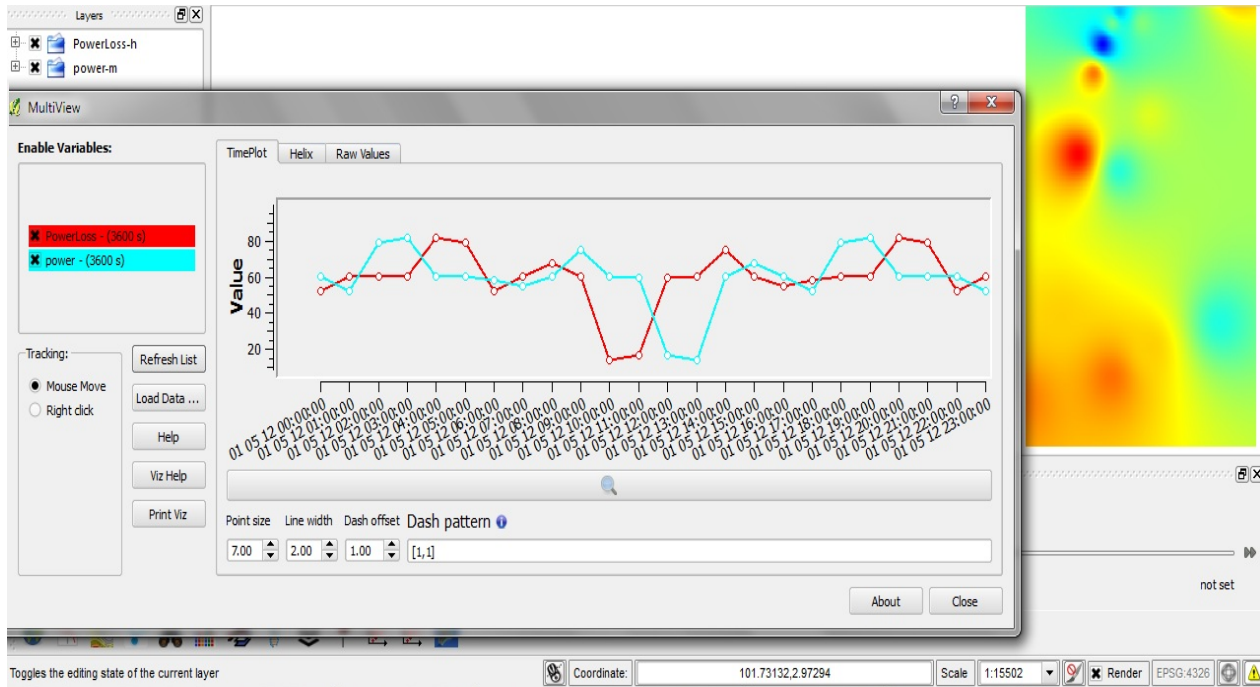 Layers
PowerLoss-h
power-m
MultiView
Enable Variables:
PowerLoss - (3600 s)
power - (3600 s)
Tracking:
Mouse Move
Right click
Refresh List
Load Data ...
Help
Viz Help
Print Viz
TimePlot Helix Raw Values
Value
80
60
40
20
01 05 12 00:00:00
01 05 12 01:00:00
01 05 12 02:00:00
01 05 12 03:00:00
01 05 12 04:00:00
01 05 12 05:00:00
01 05 12 06:00:00
01 05 12 07:00:00
01 05 12 08:00:00
01 05 12 09:00:00
01 05 12 10:00:00
01 05 12 11:00:00
01 05 12 12:00:00
01 05 12 13:00:00
01 05 12 14:00:00
01 05 12 15:00:00
01 05 12 16:00:00
01 05 12 17:00:00
01 05 12 18:00:00
01 05 12 19:00:00
01 05 12 20:00:00
01 05 12 21:00:00
01 05 12 22:00:00
01 05 12 23:00:00
Point size Line width Dash offset Dash pattern
7.00 2.00 1.00 [1,1]
About Close
not set
Toggles the editing state of the current layer Coordinate: 101.73132,2.97294 Scale 1:15502 Render EPSG:4326